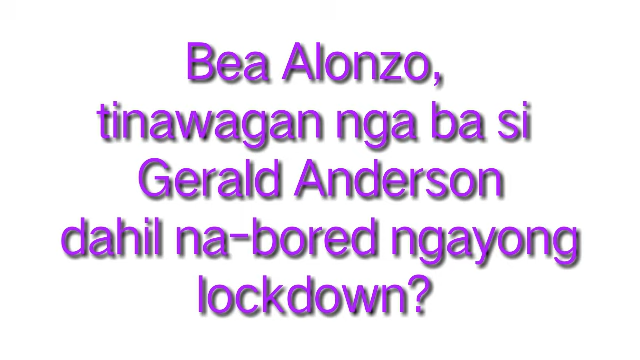 Bea Alonzo,
tinawagan nga ba si
Gerald Anderson
dahil na-bored ngayong
lockdown?